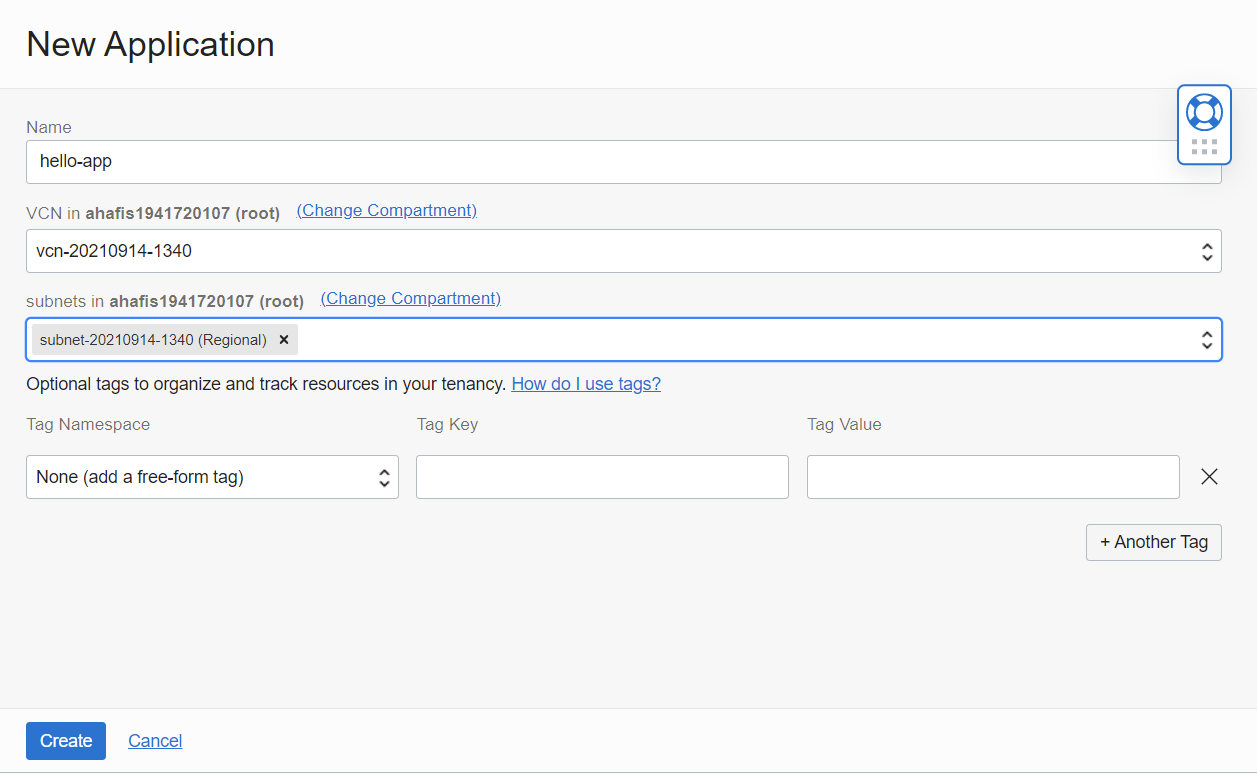 New Application
Name
hello-app
VCN in ahafis1941720107 (root) (Change Compartment)
vcn-20210914-1340
subnets in ahafis1941720107 (root) (Change Compartment)
subnet-20210914-1340 (Regional) ×
Optional tags to organize and track resources in your tenancy. How do I use tags?
Tag Namespace Tag Key Tag Value
None (add a free-form tag)
+ Another Tag
Create Cancel